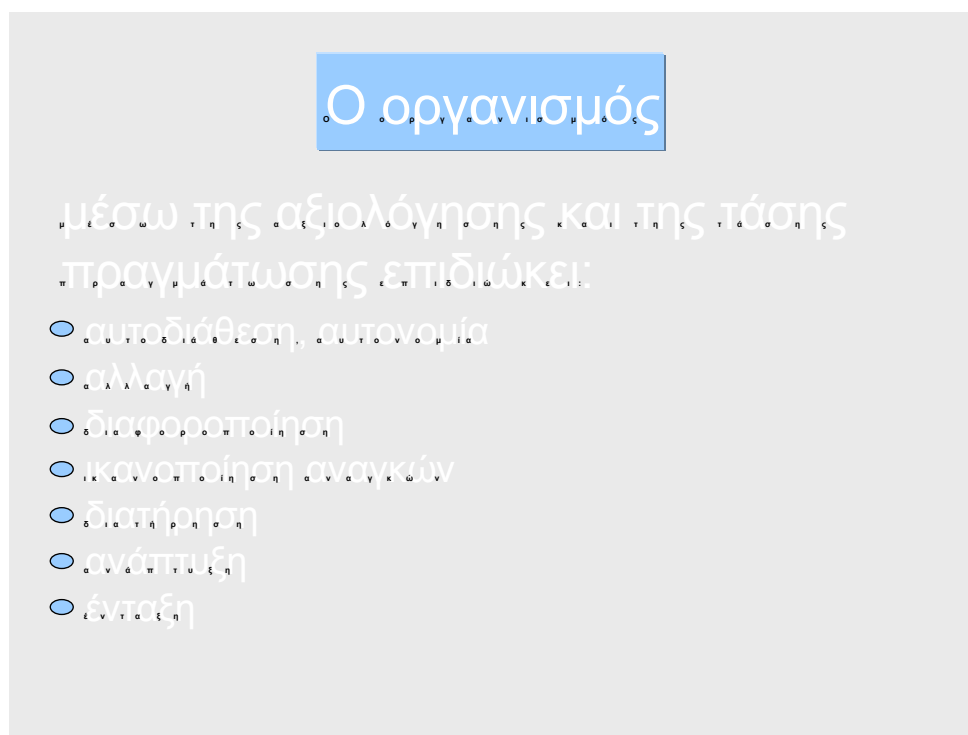 Ο οργανισμός
μέσω της αξιολόγησης και της τάσης
πραγμάτωσης επιδιώκει:
αυτοδιάθεση, αυτονομία
αλλαγή
διαφοροποίηση
ικανοποίηση αναγκών
διατήρηση
ανάπτυξη
ένταξη